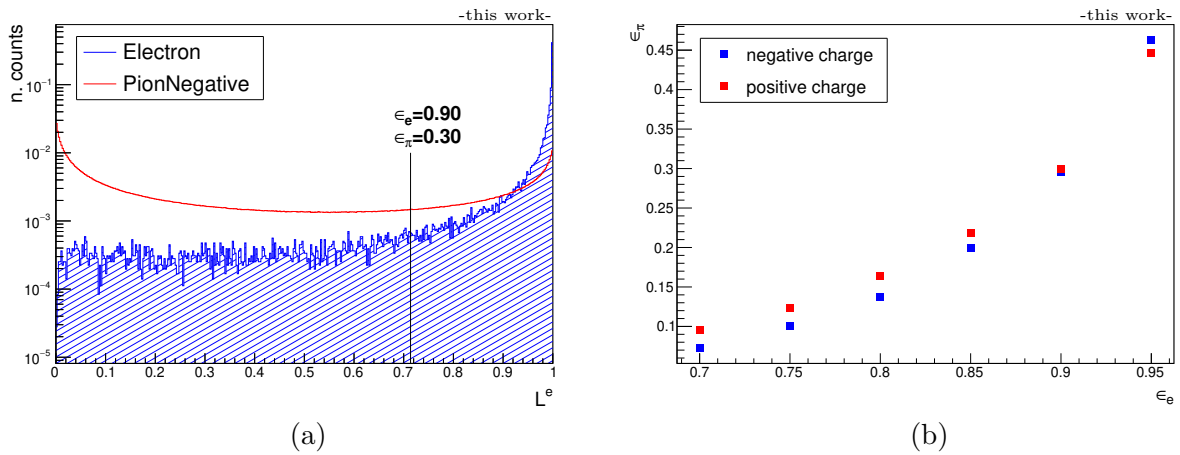 -this work-
n. counts
Electron
PionNegative
ϵe=0.90
ϵπ=0.30
10⁻¹
10⁻²
10⁻³
10⁻⁴
10⁻⁵
0 0.1 0.2 0.3 0.4 0.5 0.6 0.7 0.8 0.9 1
L^e
(a)
-this work-
ϵπ
negative charge
positive charge
0.45
0.4
0.35
0.3
0.25
0.2
0.15
0.1
0.7 0.75 0.8 0.85 0.9 0.95
ϵe
(b)